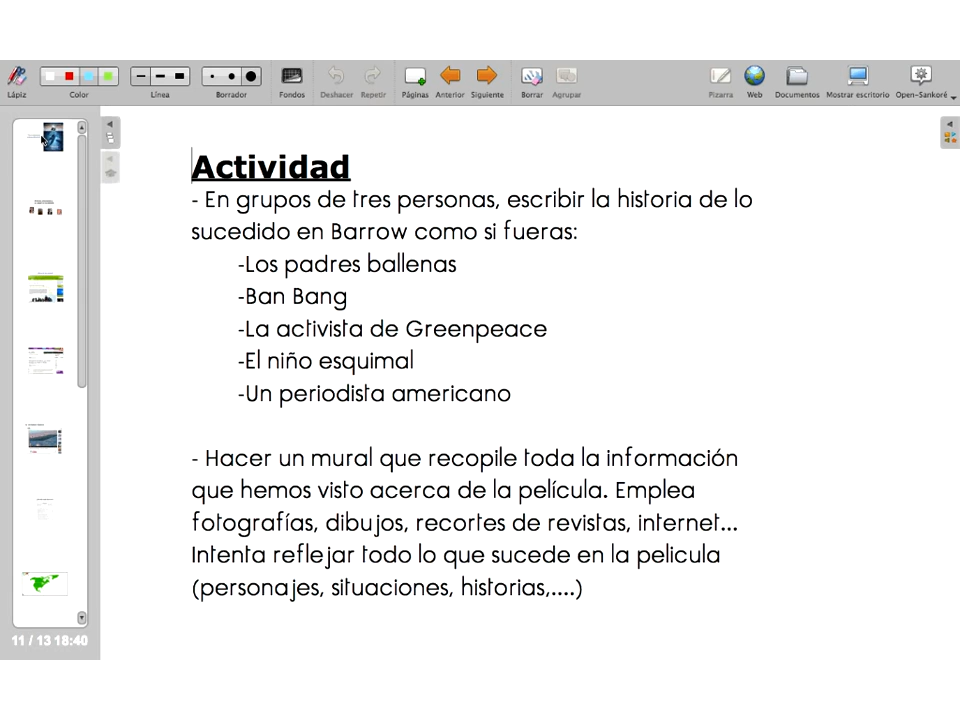 Lápiz Color Línea Borrador Fondos Deshacer Repetir Páginas Anterior Siguiente Borrar Agrupar Pizarra Web Documentos Mostrar escritorio Open-Sankoré
Actividad
- En grupos de tres personas, escribir la historia de lo
sucedido en Barrow como si fueras:
-Los padres ballenas
-Ban Bang
-La activista de Greenpeace
-El niño esquimal
-Un periodista americano
- Hacer un mural que recopile toda la información
que hemos visto acerca de la película. Emplea
fotografías, dibujos, recortes de revistas, internet...
Intenta reflejar todo lo que sucede en la pelicula
(personajes, situaciones, historias,....)
11 / 13 18:40